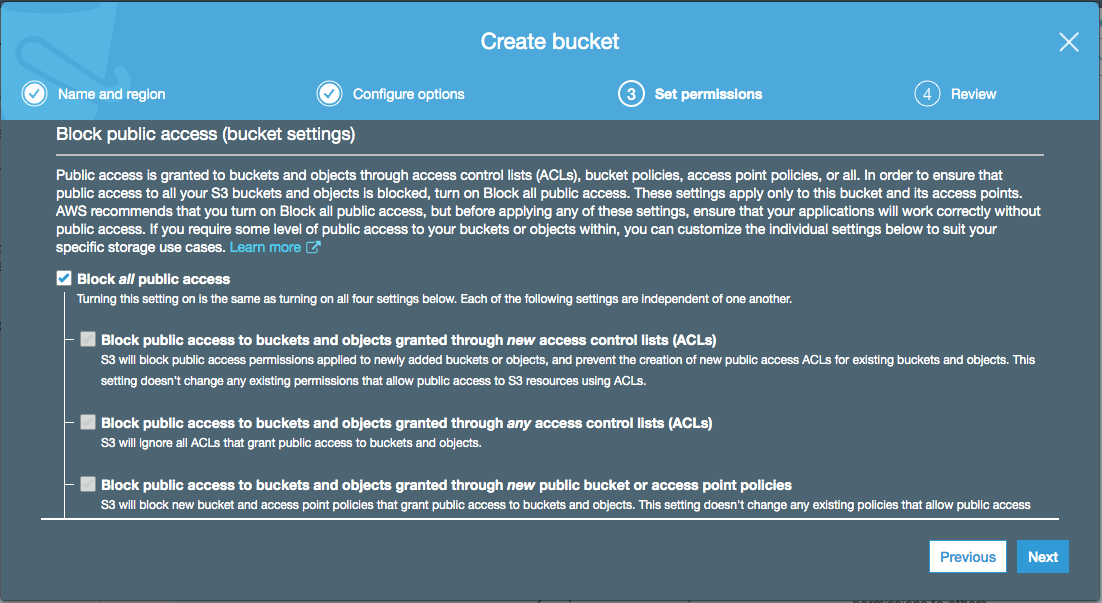 Create bucket
Name and region
Configure options
3 Set permissions
4 Review
Block public access (bucket settings)
Public access is granted to buckets and objects through access control lists (ACLs), bucket policies, access point policies, or all. In order to ensure that
public access to all your S3 buckets and objects is blocked, turn on Block all public access. These settings apply only to this bucket and its access points.
AWS recommends that you turn on Block all public access, but before applying any of these settings, ensure that your applications will work correctly without
public access. If you require some level of public access to your buckets or objects within, you can customize the individual settings below to suit your
specific storage use cases. Learn more
Block all public access
Turning this setting on is the same as turning on all four settings below. Each of the following settings are independent of one another.
Block public access to buckets and objects granted through new access control lists (ACLs)
S3 will block public access permissions applied to newly added buckets or objects, and prevent the creation of new public access ACLs for existing buckets and objects. This
setting doesn't change any existing permissions that allow public access to S3 resources using ACLs.
Block public access to buckets and objects granted through any access control lists (ACLs)
S3 will ignore all ACLs that grant public access to buckets and objects.
Block public access to buckets and objects granted through new public bucket or access point policies
S3 will block new bucket and access point policies that grant public access to buckets and objects. This setting doesn't change any existing policies that allow public access
Previous
Next